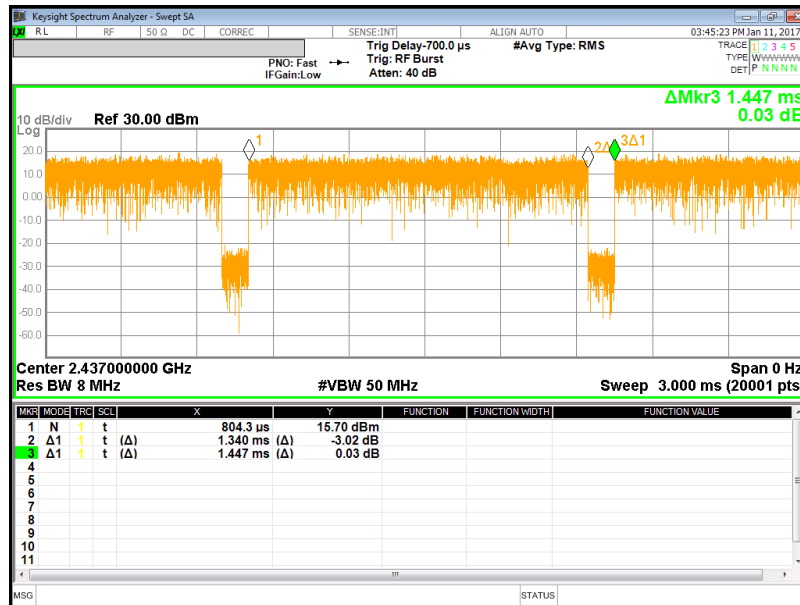 Keysight Spectrum Analyzer - Swept SA
LXI RL RF 50 Ω DC CORREC SENSE:INT ALIGN AUTO 03:45:23 PM Jan 11, 2017
Trig Delay-700.0 µs #Avg Type: RMS TRACE 1 2 3 4 5
PNO: Fast Trig: RF Burst TYPE WWWWWW
IFGain:Low Atten: 40 dB DET P N N N N
ΔMkr3 1.447 ms
0.03 dB
10 dB/div Ref 30.00 dBm
Log
1 2Δ 3Δ1
20.0
10.0
0.00
-10.0
-20.0
-30.0
-40.0
-50.0
-60.0
Center 2.437000000 GHz Span 0 Hz
Res BW 8 MHz #VBW 50 MHz Sweep 3.000 ms (20001 pts
MKR MODE TRC SCL X Y FUNCTION FUNCTION WIDTH FUNCTION VALUE
1 N 1 t 804.3 µs 15.70 dBm
2 Δ1 1 t (Δ) 1.340 ms (Δ) -3.02 dB
3 Δ1 1 t (Δ) 1.447 ms (Δ) 0.03 dB
4
5
6
7
8
9
10
11
MSG STATUS